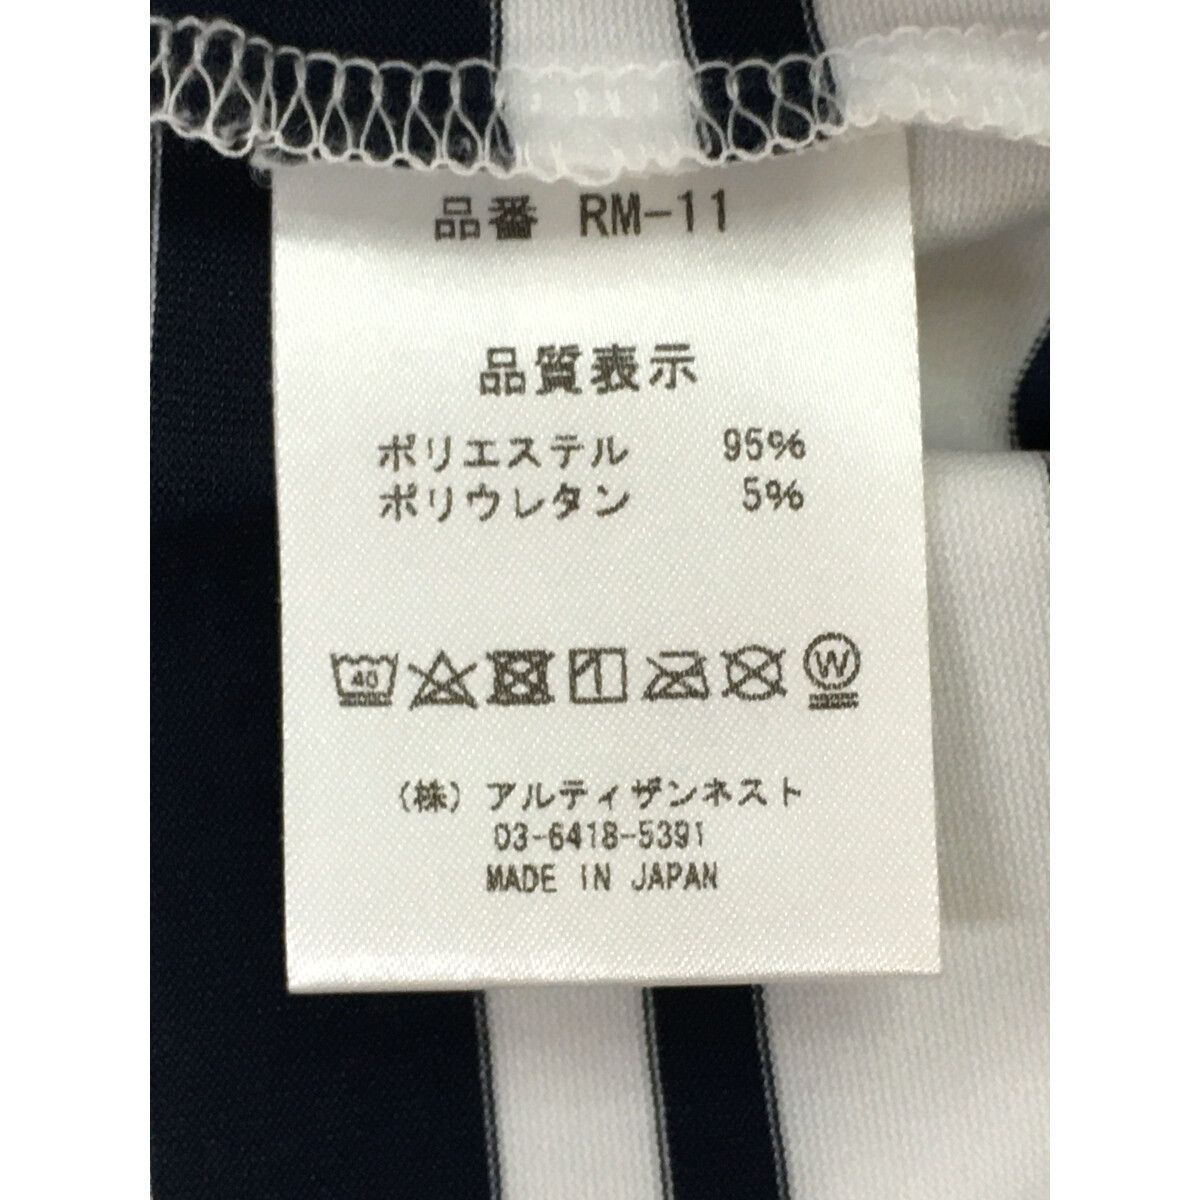 品番 RM-11
品質表示
ポリエステル 95%
ポリウレタン 5%
40 1 W
(株) アルティザンネスト
03-6418-5391
MADE IN JAPAN